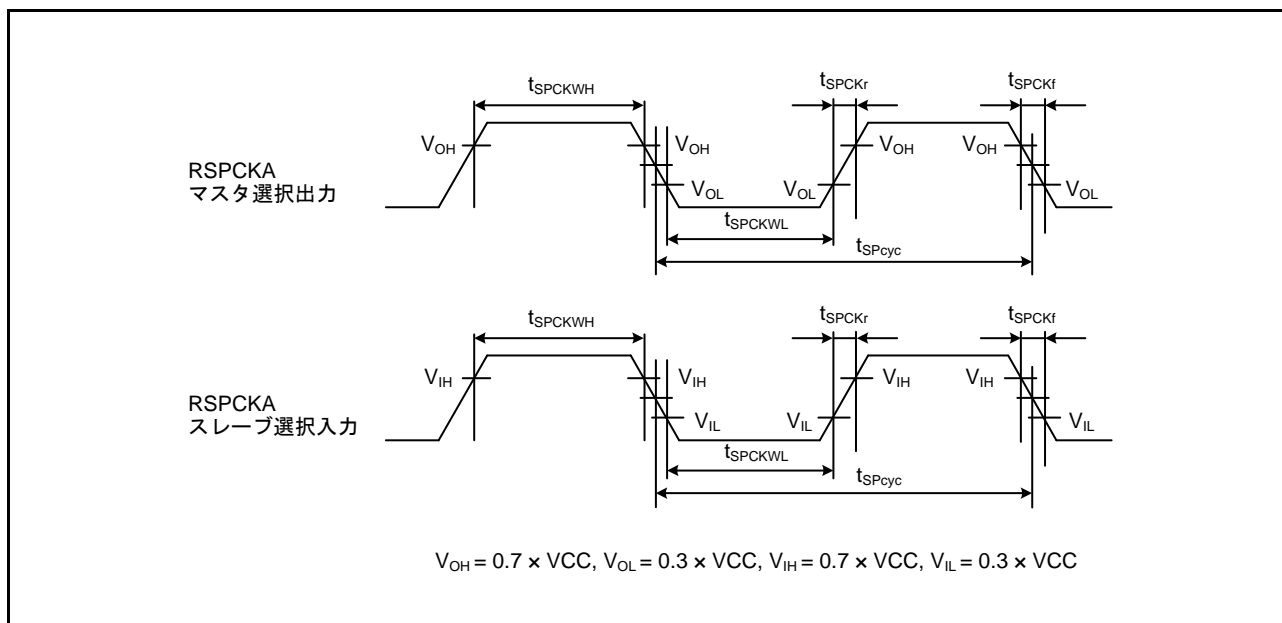 tSPCKWH
tSPCKr
tSPCKf
VOH
VOH
VOH
VOH
RSPCKA
マスタ選択出力
VOL
VOL
VOL
tSPCKWL
tSPcyc
tSPCKWH
tSPCKr
tSPCKf
VIH
VIH
VIH
VIH
RSPCKA
スレーブ選択入力
VIL
VIL
VIL
tSPCKWL
tSPcyc
VOH = 0.7 × VCC, VOL = 0.3 × VCC, VIH = 0.7 × VCC, VIL = 0.3 × VCC